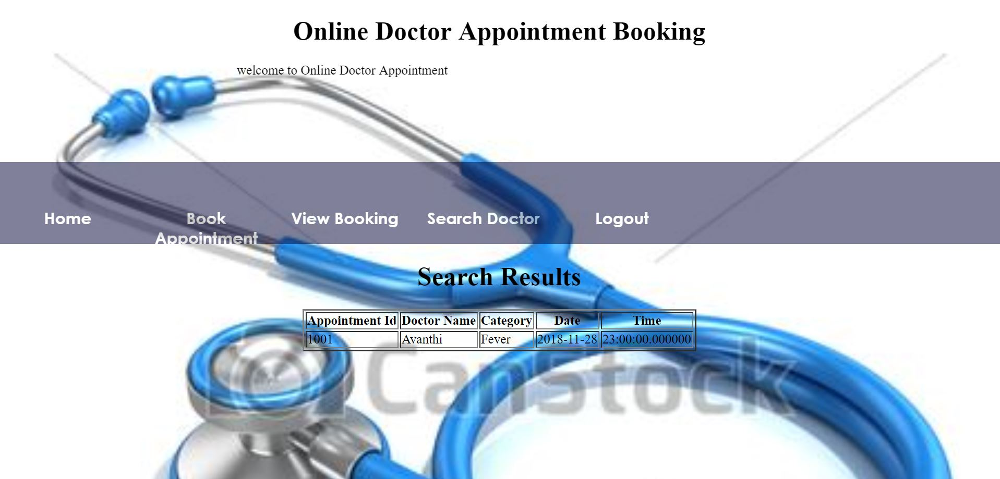 Online Doctor Appointment Booking
welcome to Online Doctor Appointment
Home Book View Booking Search Doctor Logout
Appointment
Search Results
Appointment Id Doctor Name Category Date Time
1001 Avanthi Fever 2018-11-28 23:00:00.000000
CanStock